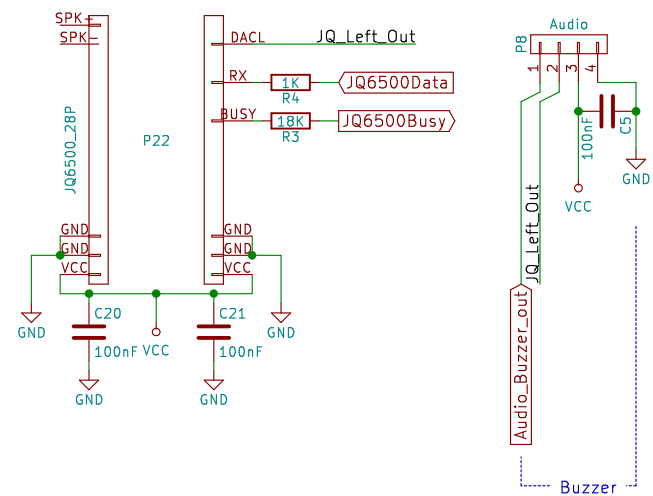 SPK-
SPK-
DACL
JQ_Left_Out
RX
1K
R4
JQ6500Data
BUSY
18K
R3
JQ6500Busy
JQ6500_28P
P22
GND
GND
VCC
GND
GND
VCC
GND
C20
100nF
GND
VCC
C21
100nF
GND
GND
Audio
P8
1
2
3
4
100nF
C5
GND
VCC
JQ_Left_Out
Audio_Buzzer_out
Buzzer